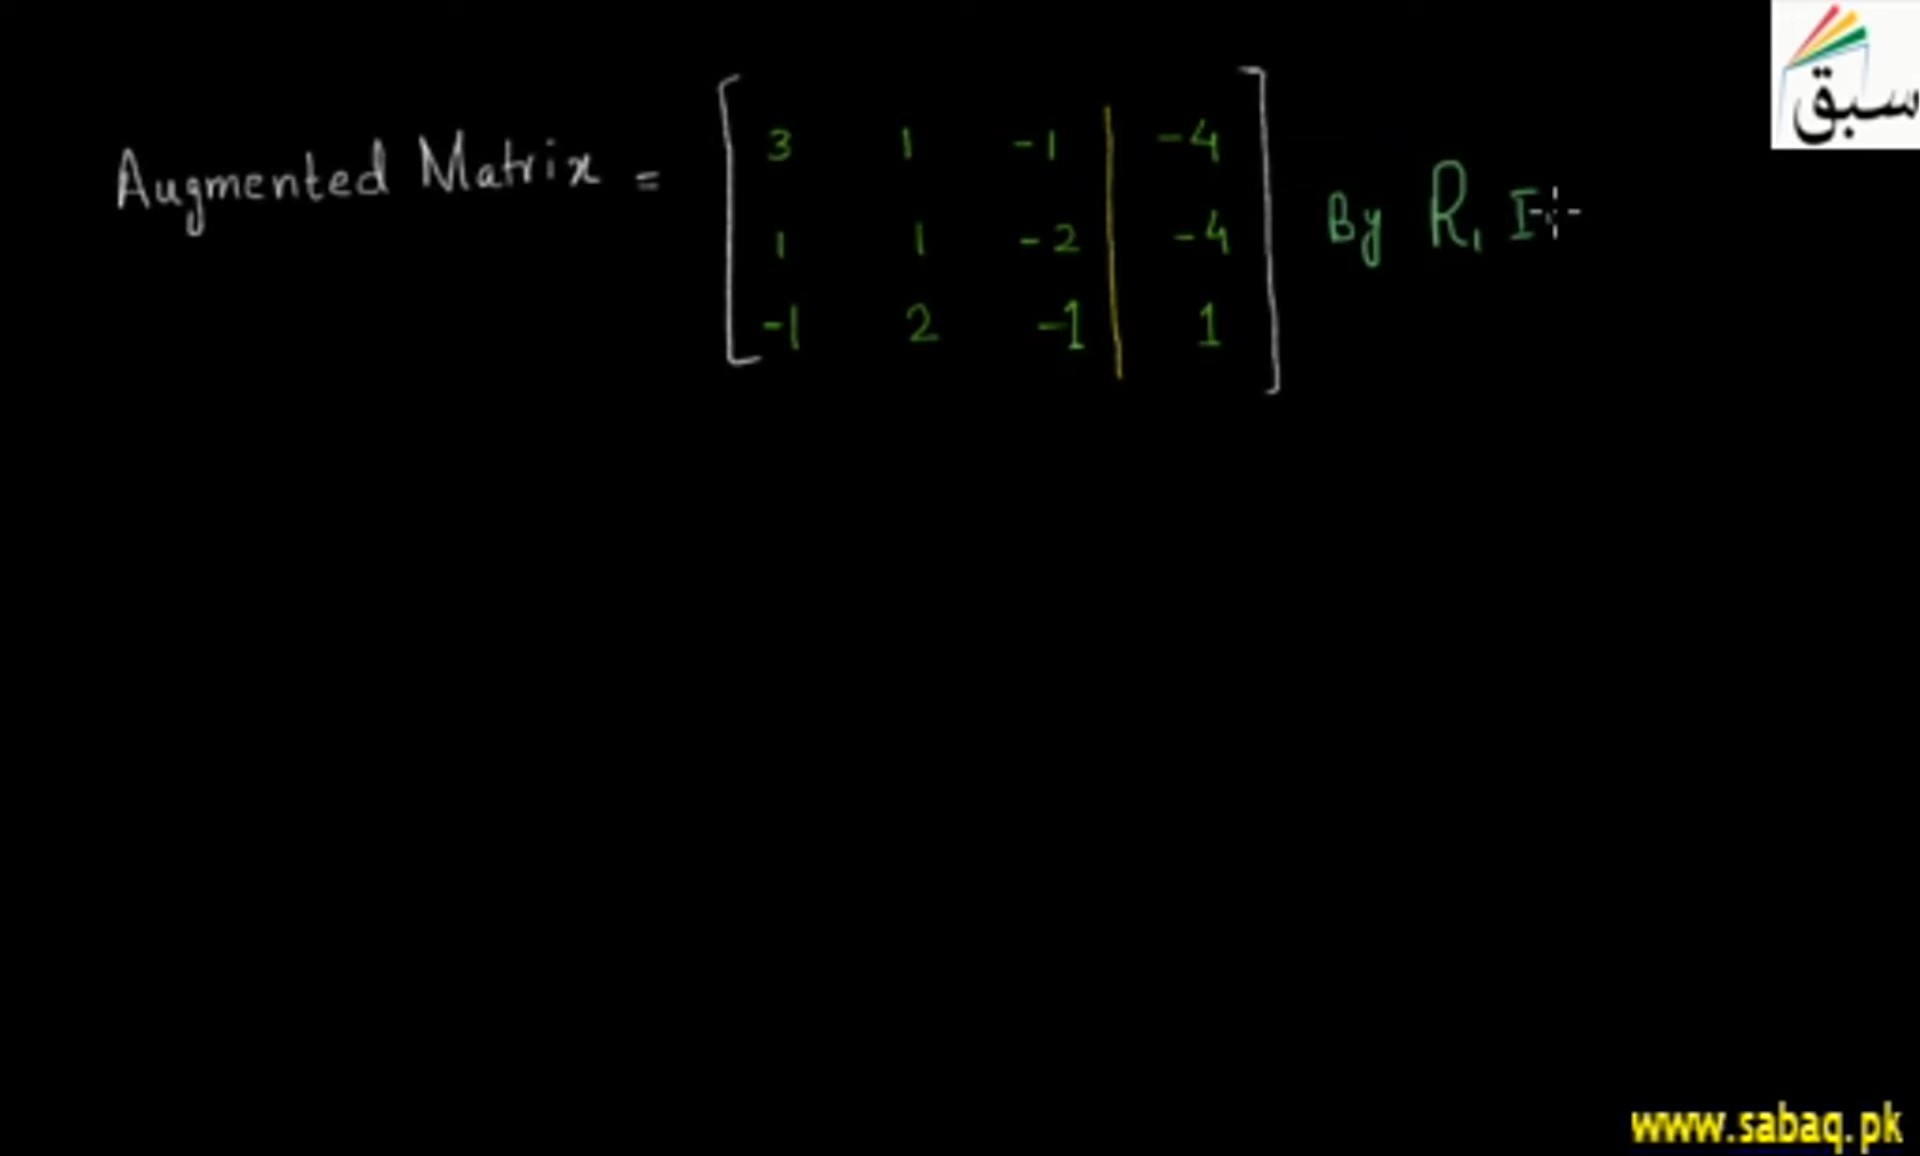 سبق
Augmented Matrix = [ 3 1 -1 | -4 ] By R₁
1 1 -2 | -4
-1 2 -1 | 1
www.sabaq.pk